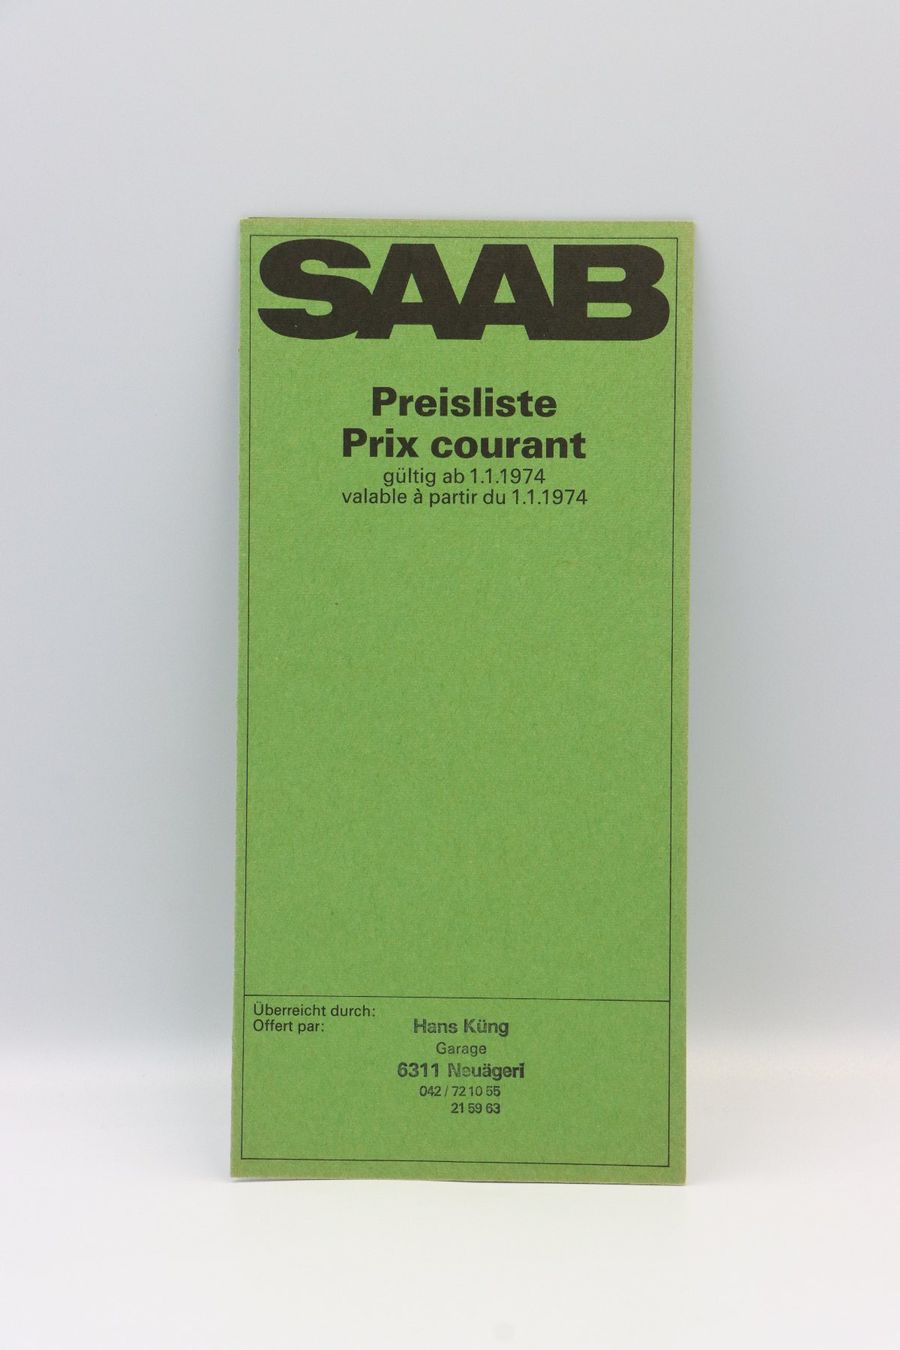 SAAB
Preisliste
Prix courant
gültig ab 1.1.1974
valable à partir du 1.1.1974
Überreicht durch:
Offert par:
Hans Küng
Garage
6311 Neuägeri
042 / 72 10 55
21 59 63